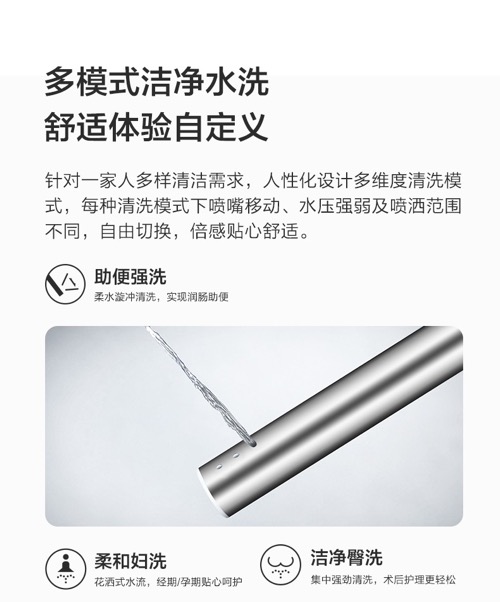 多模式洁净水洗
舒适体验自定义
针对一家人多样清洁需求，人性化设计多维度清洗模
式，每种清洗模式下喷嘴移动、水压强弱及喷洒范围
不同，自由切换，倍感贴心舒适。
助便强洗
柔水漩冲清洗，实现润肠助便
柔和妇洗
花洒式水流，经期/孕期贴心呵护
洁净臀洗
集中强劲清洗，术后护理更轻松